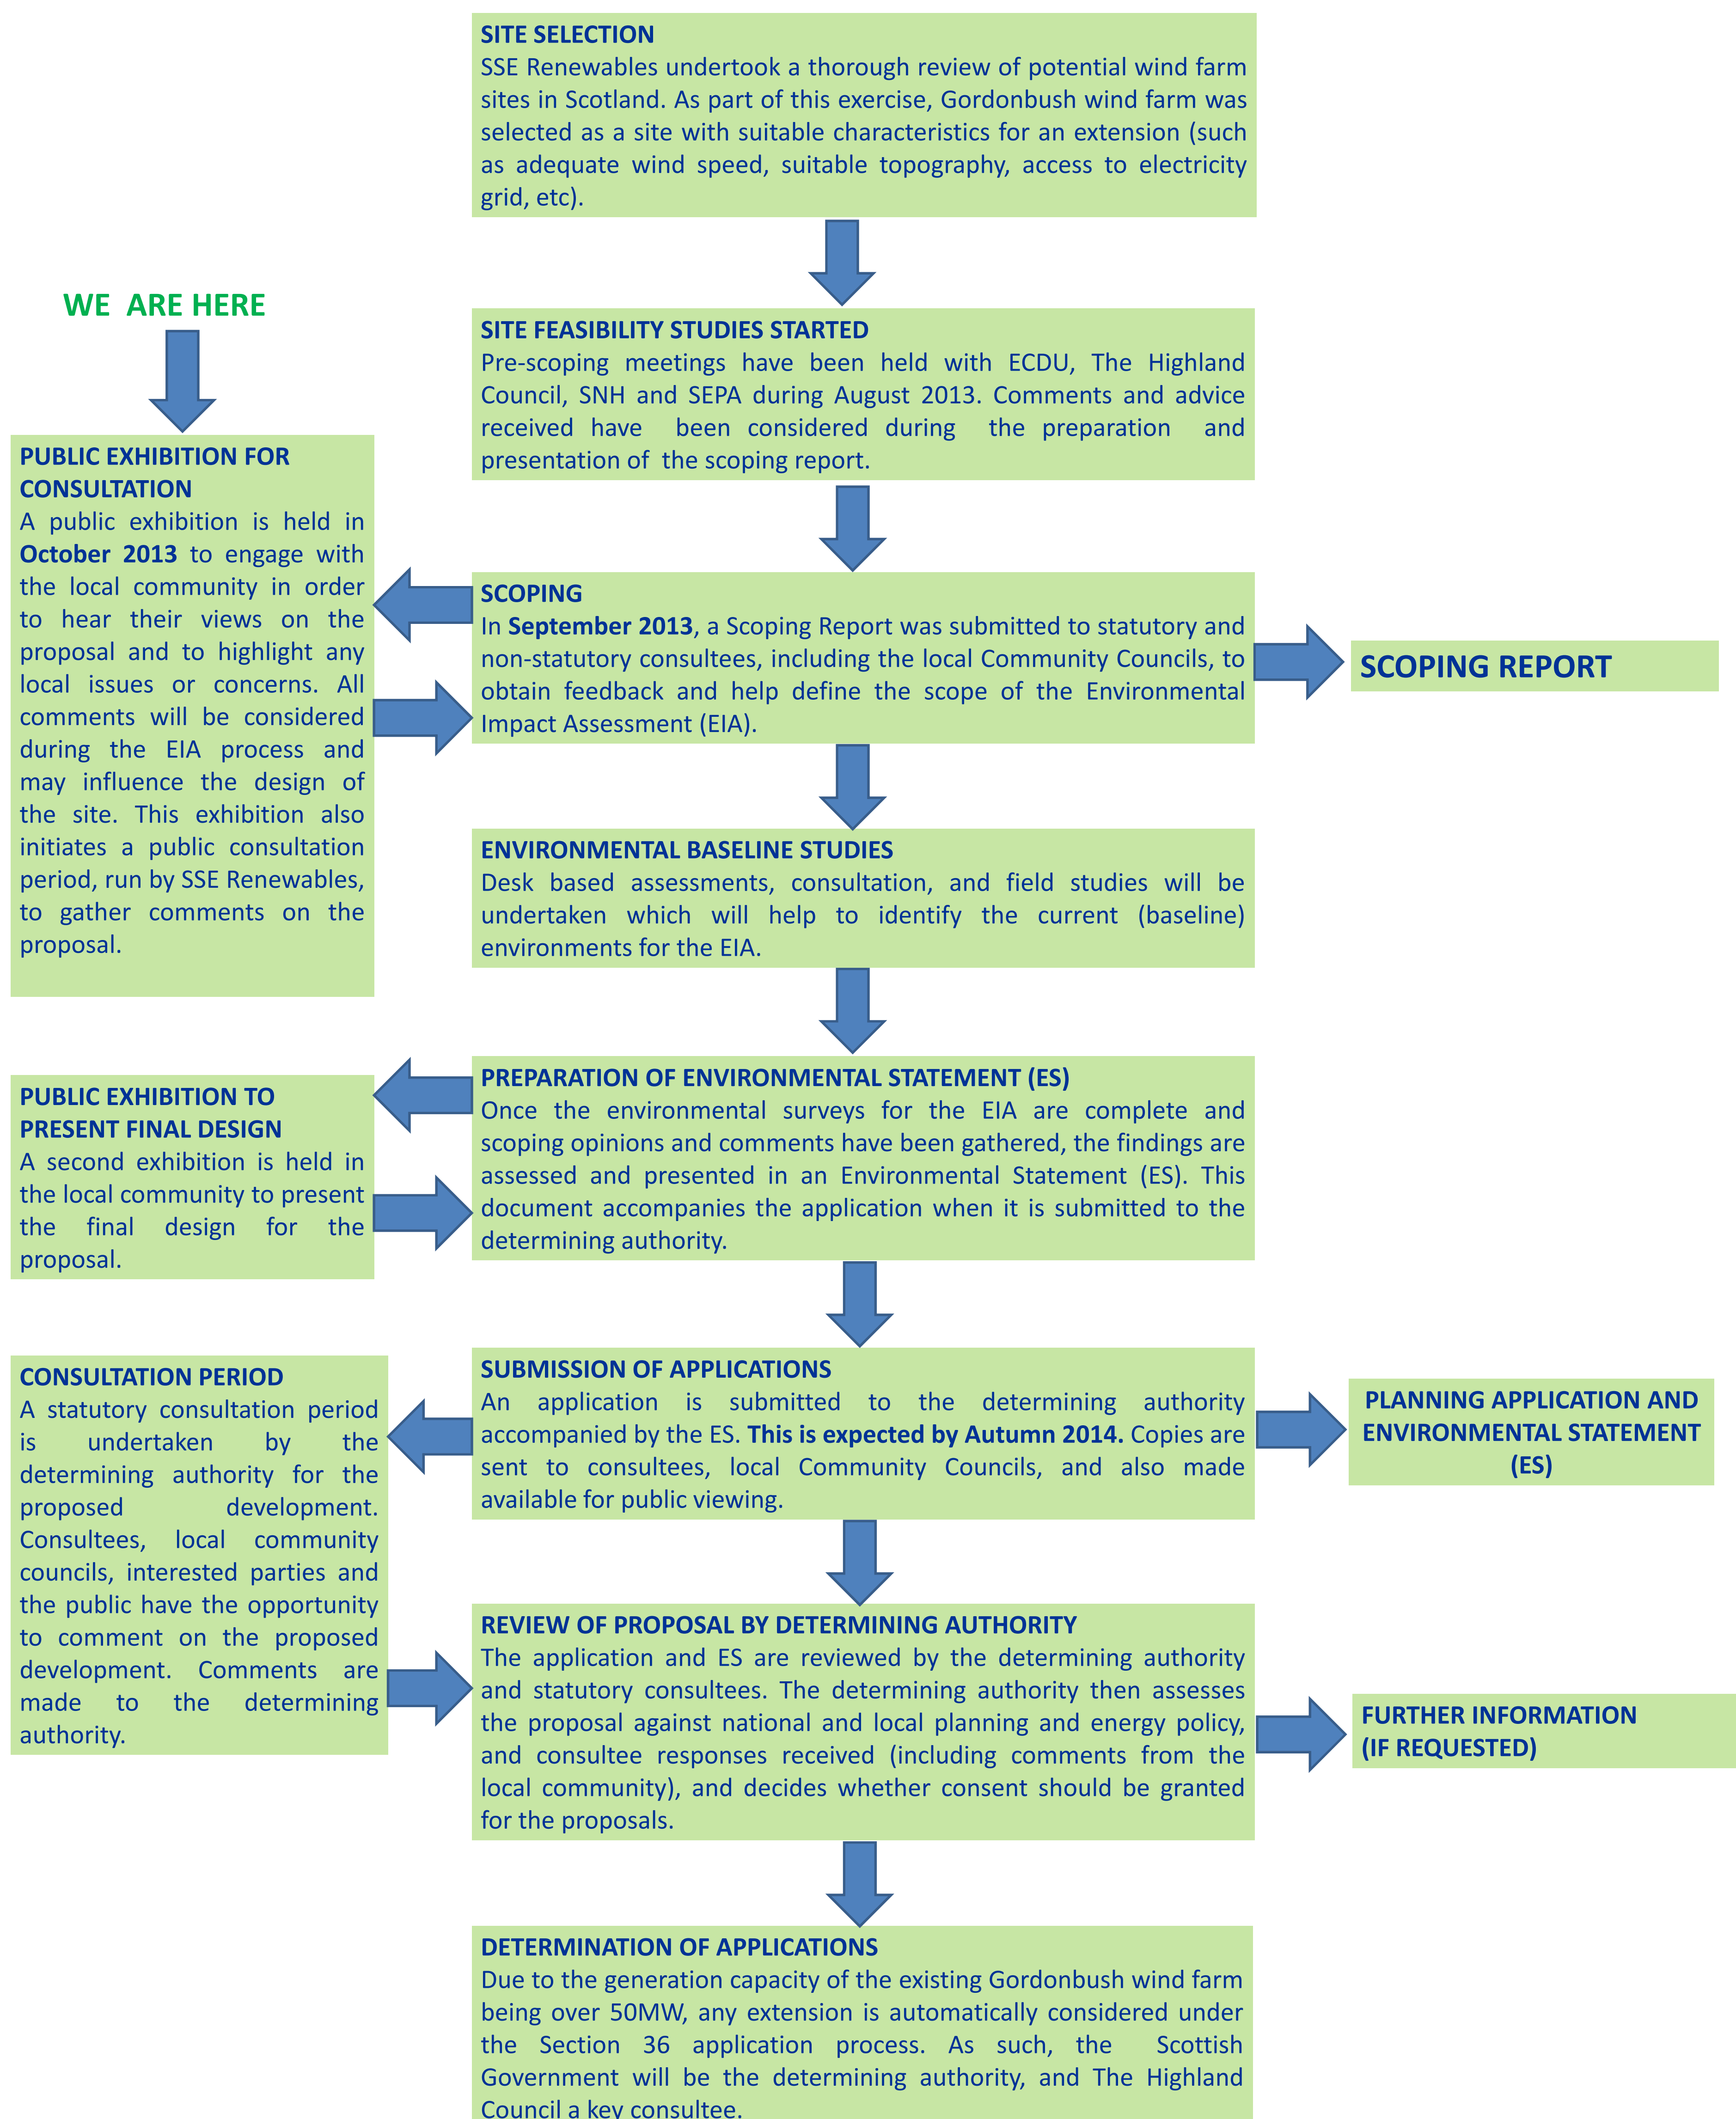 SITE SELECTION
SSE Renewables undertook a thorough review of potential wind farm
sites in Scotland. As part of this exercise, Gordonbush wind farm was
selected as a site with suitable characteristics for an extension (such
as adequate wind speed, suitable topography, access to electricity
grid, etc).
WE ARE HERE
SITE FEASIBILITY STUDIES STARTED
Pre-scoping meetings have been held with ECDU, The Highland
Council, SNH and SEPA during August 2013. Comments and advice
received have been considered during the preparation and
presentation of the scoping report.
PUBLIC EXHIBITION FOR
CONSULTATION
A public exhibition is held in
October 2013 to engage with
the local community in order
to hear their views on the
proposal and to highlight any
local issues or concerns. All
comments will be considered
during the EIA process and
may influence the design of
the site. This exhibition also
initiates a public consultation
period, run by SSE Renewables,
to gather comments on the
proposal.
SCOPING
In September 2013, a Scoping Report was submitted to statutory and
non-statutory consultees, including the local Community Councils, to
obtain feedback and help define the scope of the Environmental
Impact Assessment (EIA).
SCOPING REPORT
ENVIRONMENTAL BASELINE STUDIES
Desk based assessments, consultation, and field studies will be
undertaken which will help to identify the current (baseline)
environments for the EIA.
PUBLIC EXHIBITION TO
PRESENT FINAL DESIGN
A second exhibition is held in
the local community to present
the final design for the
proposal.
PREPARATION OF ENVIRONMENTAL STATEMENT (ES)
Once the environmental surveys for the EIA are complete and
scoping opinions and comments have been gathered, the findings are
assessed and presented in an Environmental Statement (ES). This
document accompanies the application when it is submitted to the
determining authority.
CONSULTATION PERIOD
A statutory consultation period
is undertaken by the
determining authority for the
proposed development.
Consultees, local community
councils, interested parties and
the public have the opportunity
to comment on the proposed
development. Comments are
made to the determining
authority.
SUBMISSION OF APPLICATIONS
An application is submitted to the determining authority
accompanied by the ES. This is expected by Autumn 2014. Copies are
sent to consultees, local Community Councils, and also made
available for public viewing.
PLANNING APPLICATION AND
ENVIRONMENTAL STATEMENT
(ES)
REVIEW OF PROPOSAL BY DETERMINING AUTHORITY
The application and ES are reviewed by the determining authority
and statutory consultees. The determining authority then assesses
the proposal against national and local planning and energy policy,
and consultee responses received (including comments from the
local community), and decides whether consent should be granted
for the proposals.
FURTHER INFORMATION
(IF REQUESTED)
DETERMINATION OF APPLICATIONS
Due to the generation capacity of the existing Gordonbush wind farm
being over 50MW, any extension is automatically considered under
the Section 36 application process. As such, the Scottish
Government will be the determining authority, and The Highland
Council a key consultee.